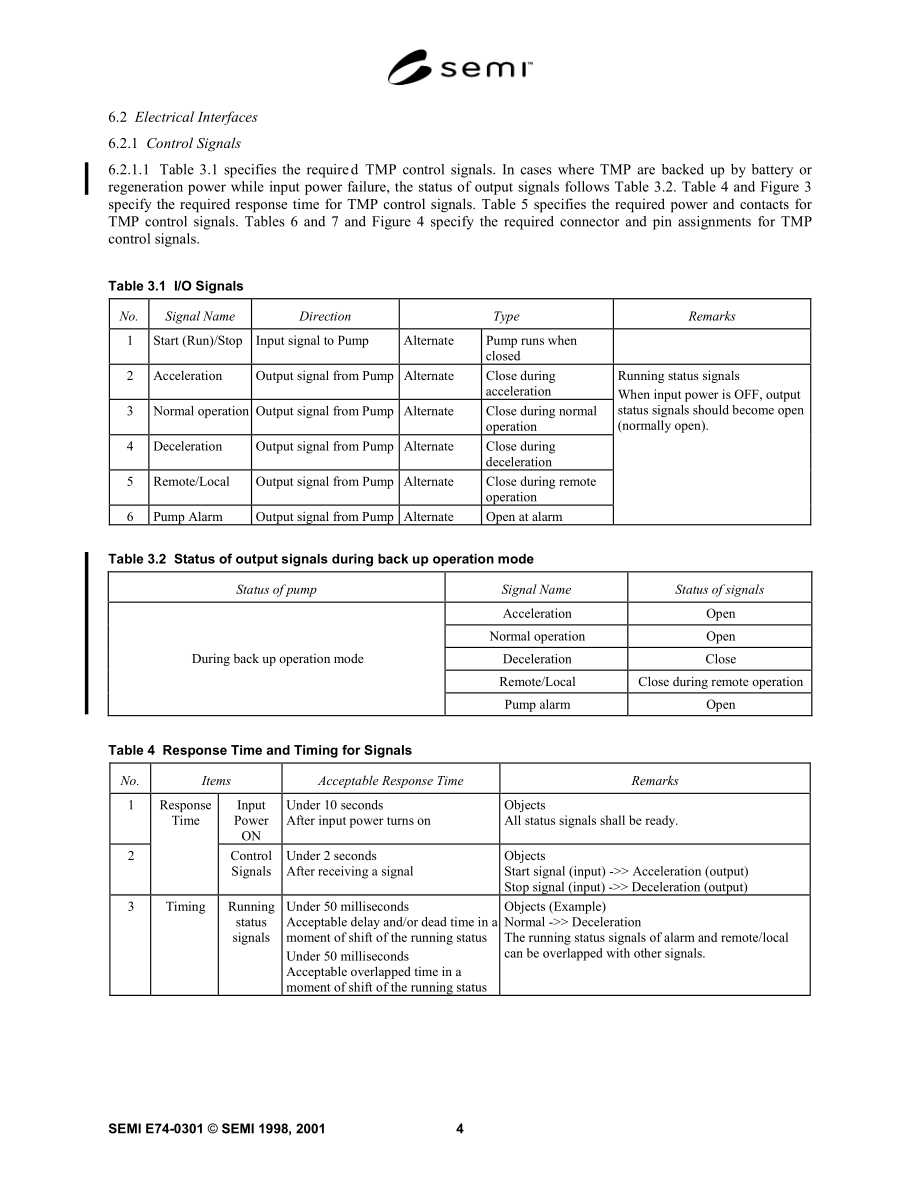 semi™
6.2 Electrical Interfaces
6.2.1 Control Signals
6.2.1.1 Table 3.1 specifies the required TMP control signals. In cases where TMP are backed up by battery or
regeneration power while input power failure, the status of output signals follows Table 3.2. Table 4 and Figure 3
specify the required response time for TMP control signals. Table 5 specifies the required power and contacts for
TMP control signals. Tables 6 and 7 and Figure 4 specify the required connector and pin assignments for TMP
control signals.
Table 3.1 I/O Signals
No. Signal Name Direction Type Remarks
1 Start (Run)/Stop Input signal to Pump Alternate Pump runs when
closed
2 Acceleration Output signal from Pump Alternate Close during
acceleration
Running status signals
When input power is OFF, output
status signals should become open
(normally open).
3 Normal operation Output signal from Pump Alternate Close during normal
operation
4 Deceleration Output signal from Pump Alternate Close during
deceleration
5 Remote/Local Output signal from Pump Alternate Close during remote
operation
6 Pump Alarm Output signal from Pump Alternate Open at alarm
Table 3.2 Status of output signals during back up operation mode
Status of pump Signal Name Status of signals
During back up operation mode
Acceleration Open
Normal operation Open
Deceleration Close
Remote/Local Close during remote operation
Pump alarm Open
Table 4 Response Time and Timing for Signals
No. Items Acceptable Response Time Remarks
1 Response
Time
Input
Power
ON
Under 10 seconds
After input power turns on
Objects
All status signals shall be ready.
2 Control
Signals
Under 2 seconds
After receiving a signal
Objects
Start signal (input) ->> Acceleration (output)
Stop signal (input) ->> Deceleration (output)
3 Timing Running
status
signals
Under 50 milliseconds
Acceptable delay and/or dead time in a
moment of shift of the running status
Under 50 milliseconds
Acceptable overlapped time in a
moment of shift of the running status
Objects (Example)
Normal ->> Deceleration
The running status signals of alarm and remote/local
can be overlapped with other signals.
SEMI E74-0301 © SEMI 1998, 2001 4